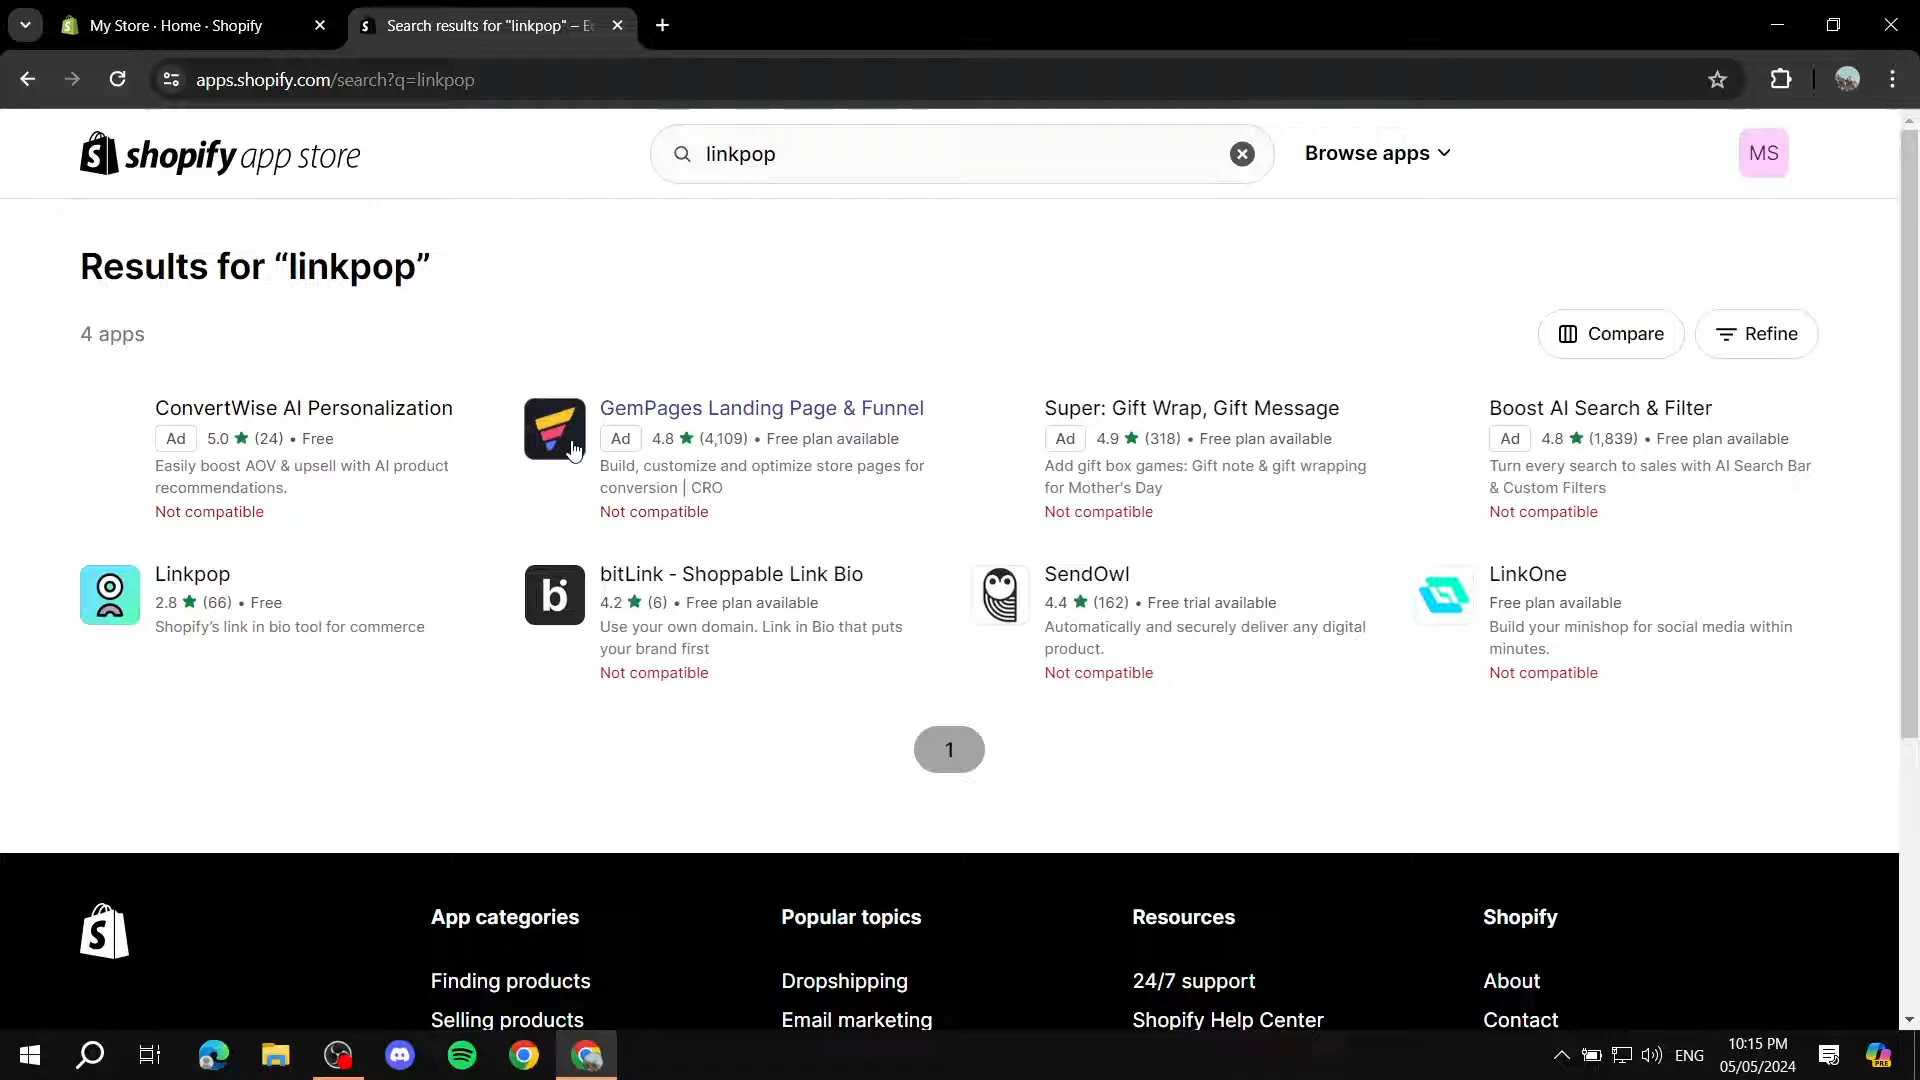 My Store · Home · Shopify
Search results for "linkpop" – Ec
apps.shopify.com/search?q=linkpop
shopify app store
linkpop
Browse apps
MS
Results for “linkpop”
4 apps
Compare
Refine
ConvertWise AI Personalization
Ad 5.0 ★ (24) • Free
Easily boost AOV & upsell with AI product
recommendations.
Not compatible
GemPages Landing Page & Funnel
Ad 4.8 ★ (4,109) • Free plan available
Build, customize and optimize store pages for
conversion | CRO
Not compatible
Super: Gift Wrap, Gift Message
Ad 4.9 ★ (318) • Free plan available
Add gift box games: Gift note & gift wrapping
for Mother's Day
Not compatible
Boost AI Search & Filter
Ad 4.8 ★ (1,839) • Free plan available
Turn every search to sales with AI Search Bar
& Custom Filters
Not compatible
Linkpop
2.8 ★ (66) • Free
Shopify’s link in bio tool for commerce
bitLink - Shoppable Link Bio
4.2 ★ (6) • Free plan available
Use your own domain. Link in Bio that puts
your brand first
Not compatible
SendOwl
4.4 ★ (162) • Free trial available
Automatically and securely deliver any digital
product.
Not compatible
LinkOne
Free plan available
Build your minishop for social media within
minutes.
Not compatible
1
App categories
Finding products
Selling products
Popular topics
Dropshipping
Email marketing
Resources
24/7 support
Shopify Help Center
Shopify
About
Contact
ENG
10:15 PM
05/05/2024